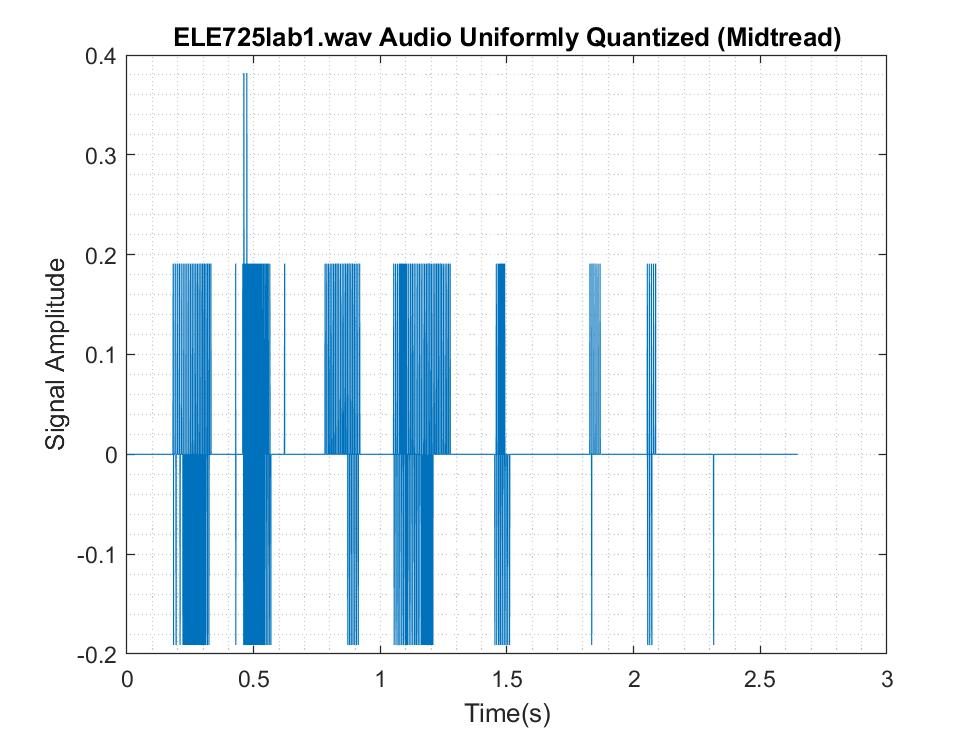 ELE725lab1.wav Audio Uniformly Quantized (Midtread)
0.4
0.3
0.2
0.1
0
-0.1
-0.2
Signal Amplitude
0 0.5 1 1.5 2 2.5 3
Time(s)